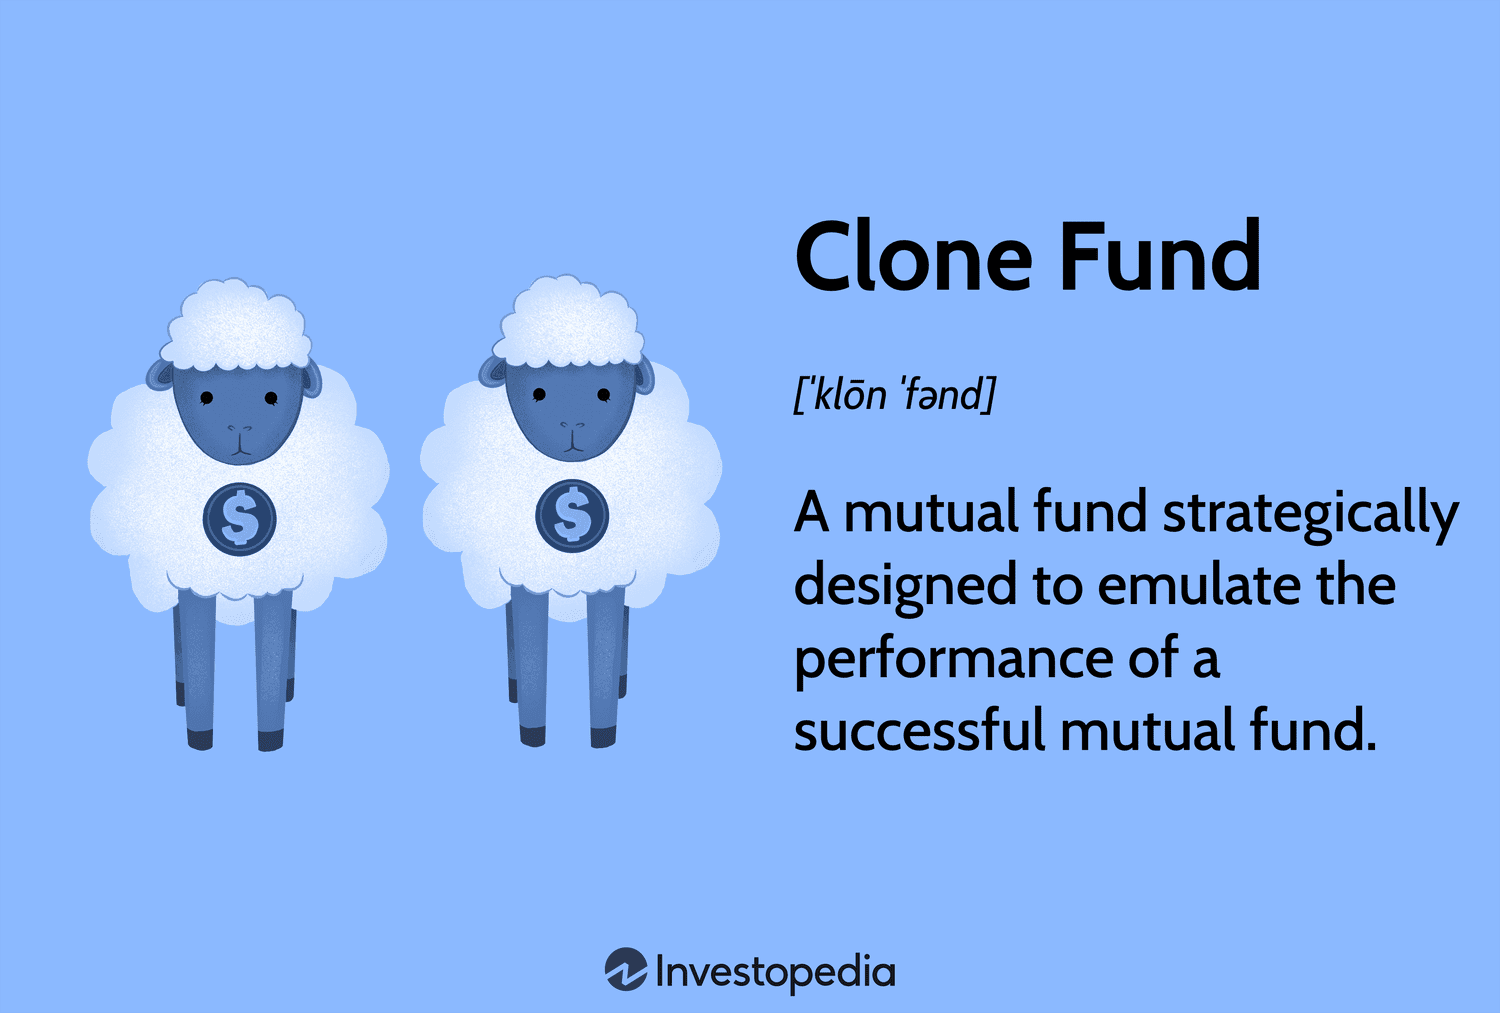 Clone Fund
[ˈklōn ˈfənd]
A mutual fund strategically
designed to emulate the
performance of a
successful mutual fund.
$ $
Investopedia